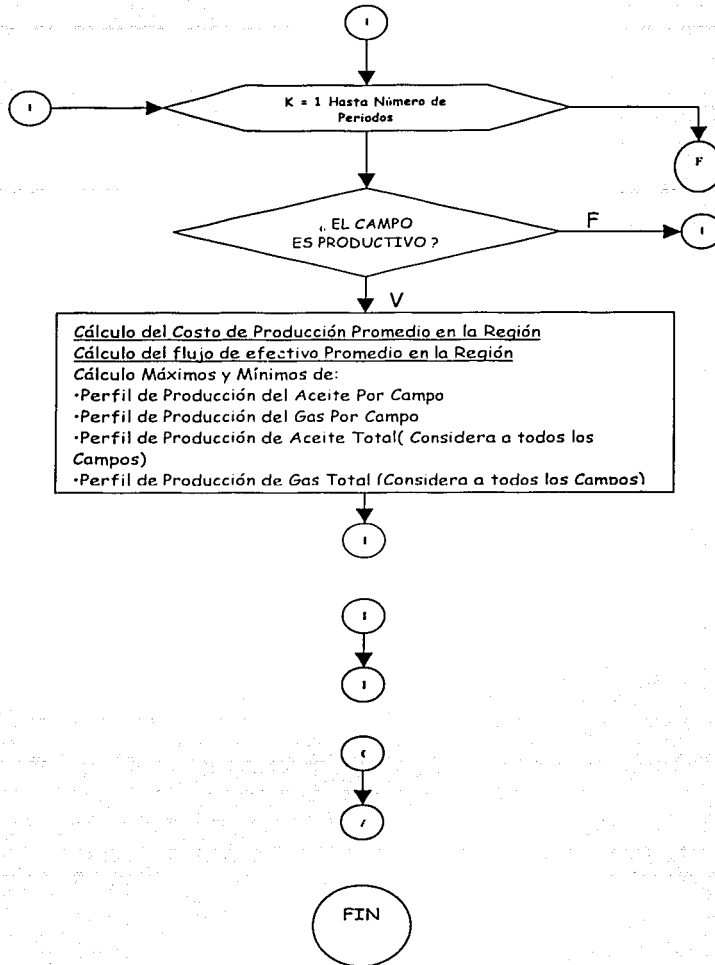 K = 1 Hasta Número de
Periodos
F
¿ EL CAMPO
ES PRODUCTIVO ?
F
V
Cálculo del Costo de Producción Promedio en la Región
Cálculo del flujo de efectivo Promedio en la Región
Cálculo Máximos y Mínimos de:
•Perfil de Producción del Aceite Por Campo
•Perfil de Producción del Gas Por Campo
•Perfil de Producción de Aceite Total( Considera a todos los
Campos)
•Perfil de Producción de Gas Total (Considera a todos los Campos)
FIN